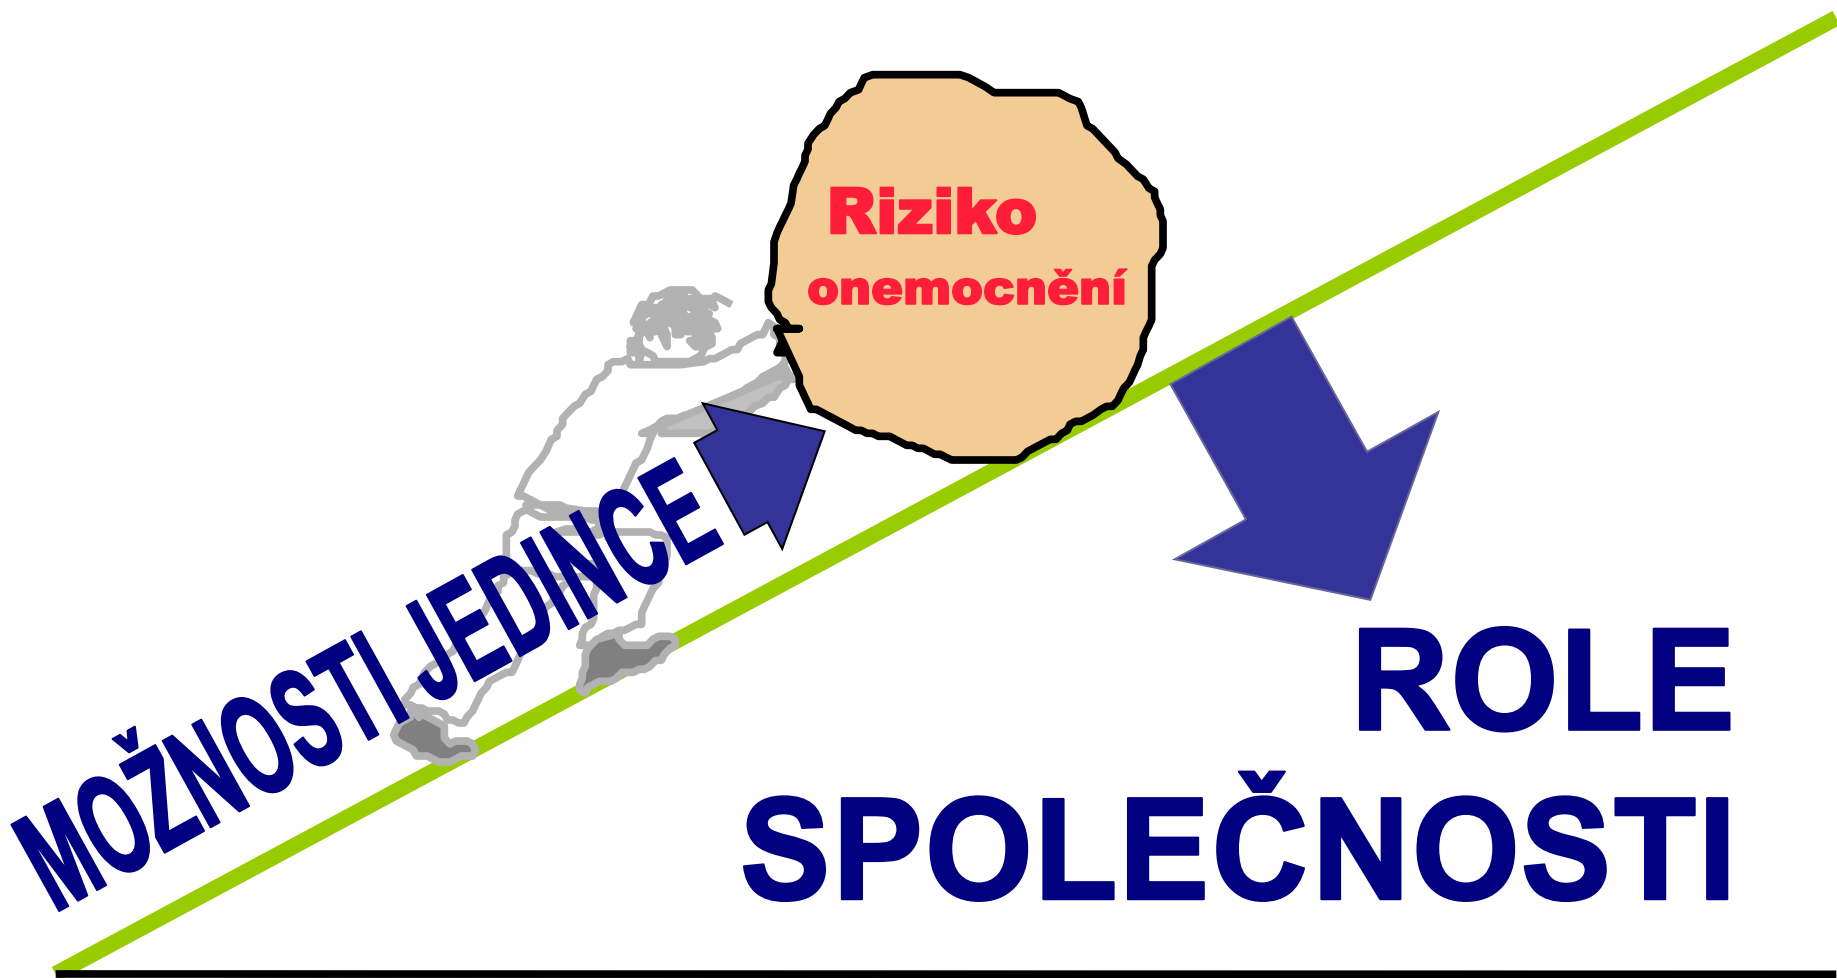 Riziko
onemocnění
MOŽNOSTI JEDINCE
ROLE
SPOLEČNOSTI